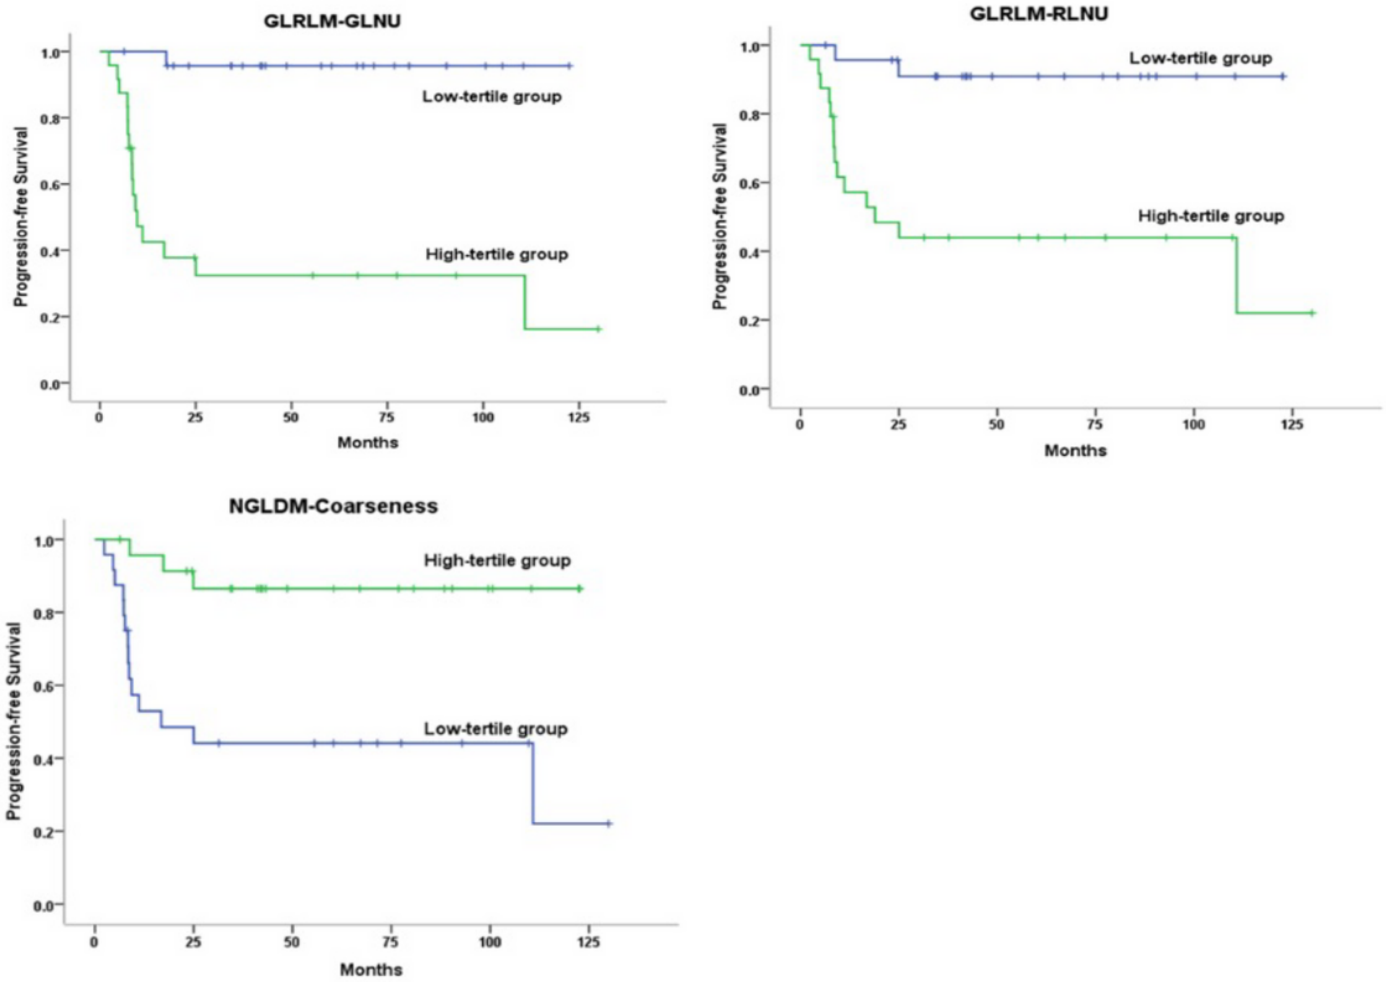 GLRLM-GLNU
1.0
0.8
0.6
0.4
0.2
0.0
Progression-free Survival
Low-tertile group
High-tertile group
0 25 50 75 100 125
Months
GLRLM-RLNU
1.0
0.8
0.6
0.4
0.2
0.0
Progression-free Survival
Low-tertile group
High-tertile group
0 25 50 75 100 125
Months
NGLDM-Coarseness
1.0
0.8
0.6
0.4
0.2
0.0
Progression-free Survival
High-tertile group
Low-tertile group
0 25 50 75 100 125
Months